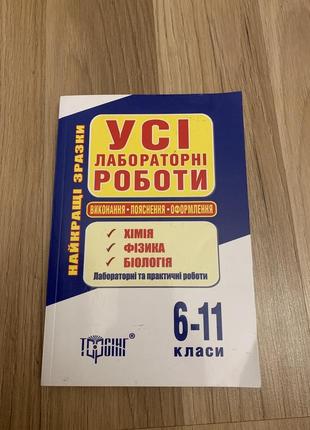 НАЙКРАЩІ ЗРАЗКИ
УСІ
ЛАБОРАТОРНІ
РОБОТИ
ВИКОНАННЯ • ПОЯСНЕННЯ • ОФОРМЛЕННЯ
✓ ХІМІЯ
✓ ФІЗИКА
✓ БІОЛОГІЯ
Лабораторні та практичні роботи
6-11
класи
ТОРСІНГ®